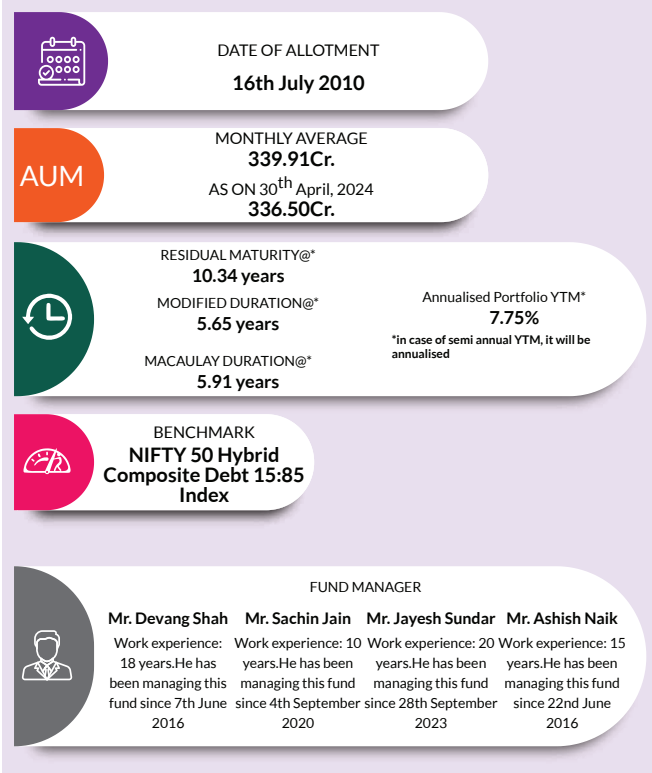 DATE OF ALLOTMENT
16th July 2010
AUM
MONTHLY AVERAGE
339.91Cr.
AS ON 30th April, 2024
336.50Cr.
RESIDUAL MATURITY@*
10.34 years
MODIFIED DURATION@*
5.65 years
MACAULAY DURATION@*
5.91 years
Annualised Portfolio YTM*
7.75%
*in case of semi annual YTM, it will be
annualised
BENCHMARK
NIFTY 50 Hybrid
Composite Debt 15:85
Index
FUND MANAGER
Mr. Devang Shah
Work experience:
18 years.He has
been managing this
fund since 7th June
2016
Mr. Sachin Jain
Work experience: 10
years.He has been
managing this fund
since 4th September
2020
Mr. Jayesh Sundar
Work experience: 20
years.He has been
managing this fund
since 28th September
2023
Mr. Ashish Naik
Work experience: 15
years.He has been
managing this fund
since 22nd June
2016